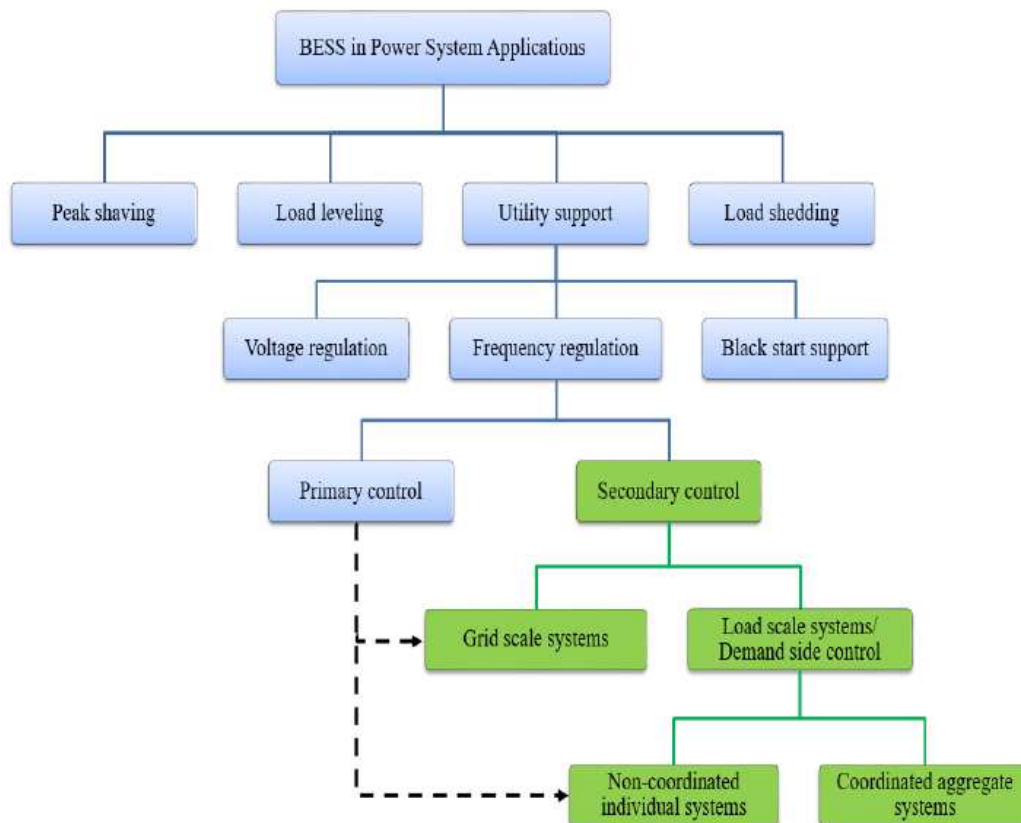 BESS in Power System Applications
Peak shaving
Load leveling
Utility support
Load shedding
Voltage regulation
Frequency regulation
Black start support
Primary control
Secondary control
Grid scale systems
Load scale systems/
Demand side control
Non-coordinated
individual systems
Coordinated aggregate
systems